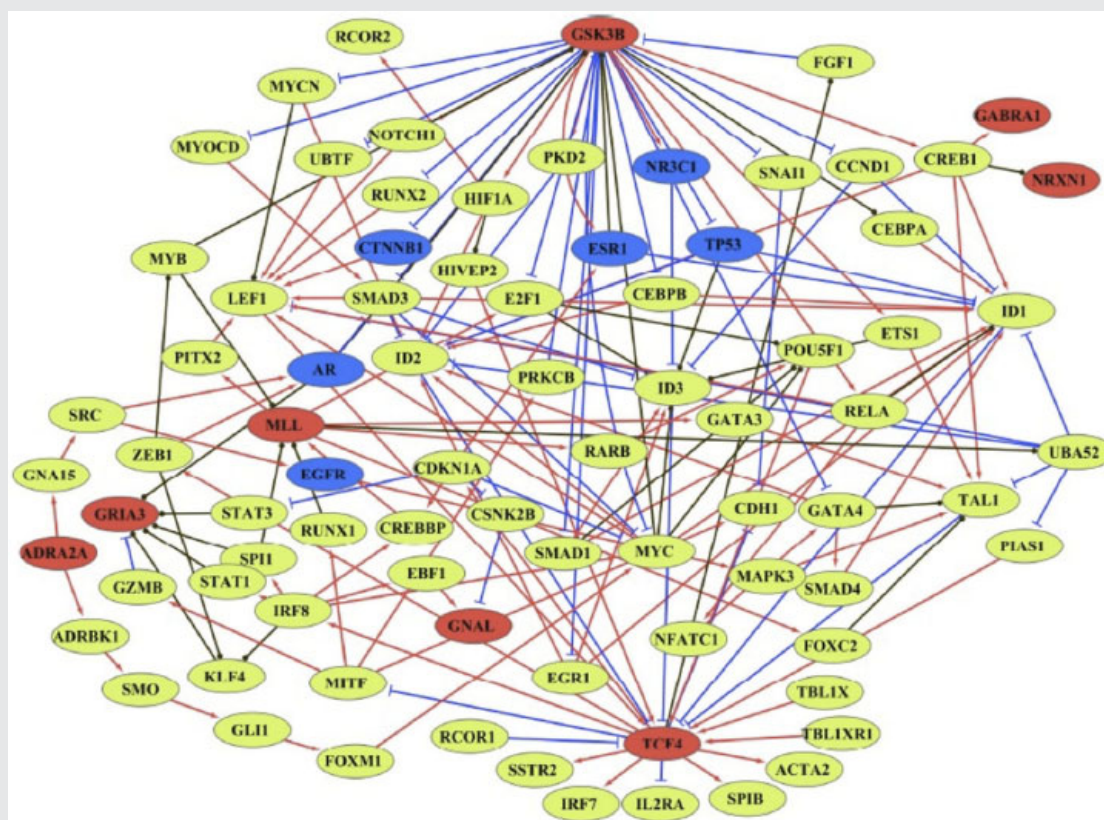 GSK3B
RCOR2
FGF1
MYCN
GABRA1
NOTCH1
MYOCD
UBTF
PKD2
NR3C1
SNAI1
CCND1
CREB1
NRXN1
RUNX2
HIF1A
CEBPA
CTNNB1
ESR1
TP53
MYB
HIVEP2
LEF1
SMAD3
E2F1
CEBPB
ID1
ETS1
PITX2
ID2
POU5F1
AR
PRKCB
ID3
SRC
MLL
GATA3
RELA
ZEB1
RARB
UBA52
GNA15
EGFR
CDKN1A
TAL1
GRIA3
STAT3
CSNK2B
CDH1
GATA4
RUNX1
CREBBP
ADRA2A
SPI1
SMAD1
MYC
PIAS1
STAT1
EBF1
MAPK3
GZMB
SMAD4
IRF8
GNAL
ADRBK1
NFATC1
FOXC2
KLF4
MITF
EGR1
SMO
TBL1X
GLI1
RCOR1
TCF4
TBL1XR1
FOXM1
SSTR2
ACTA2
IRF7
IL2RA
SPIB